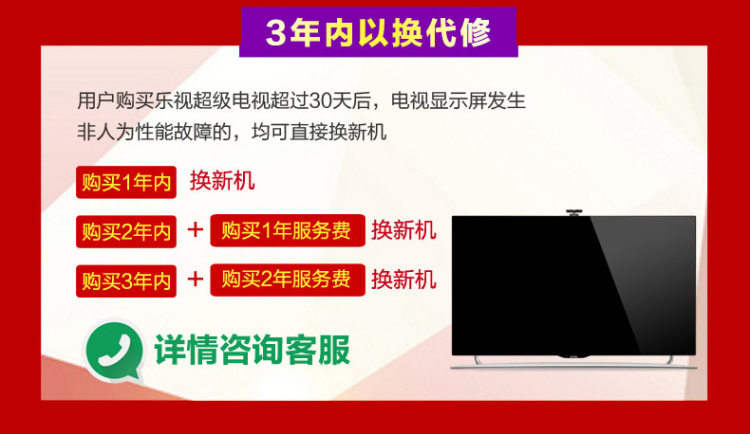 3年内以换代修
用户购买乐视超级电视超过30天后，电视显示屏发生
非人为性能故障的，均可直接换新机
购买1年内 换新机
购买2年内 + 购买1年服务费 换新机
购买3年内 + 购买2年服务费 换新机
详情咨询客服